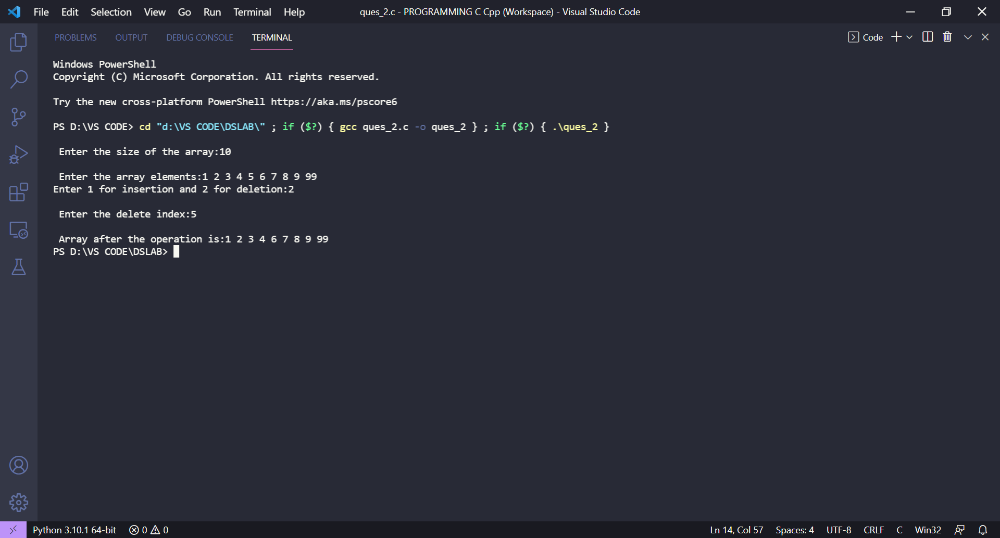 File Edit Selection View Go Run Terminal Help ques_2.c - PROGRAMMING C Cpp (Workspace) - Visual Studio Code
PROBLEMS OUTPUT DEBUG CONSOLE TERMINAL Code
Windows PowerShell
Copyright (C) Microsoft Corporation. All rights reserved.
Try the new cross-platform PowerShell https://aka.ms/pscore6
PS D:\VS CODE> cd "d:\VS CODE\DSLAB\" ; if ($?) { gcc ques_2.c -o ques_2 } ; if ($?) { .\ques_2 }
Enter the size of the array:10
Enter the array elements:1 2 3 4 5 6 7 8 9 99
Enter 1 for insertion and 2 for deletion:2
Enter the delete index:5
Array after the operation is:1 2 3 4 6 7 8 9 99
PS D:\VS CODE\DSLAB>
Python 3.10.1 64-bit 0 0 Ln 14, Col 57 Spaces: 4 UTF-8 CRLF C Win32